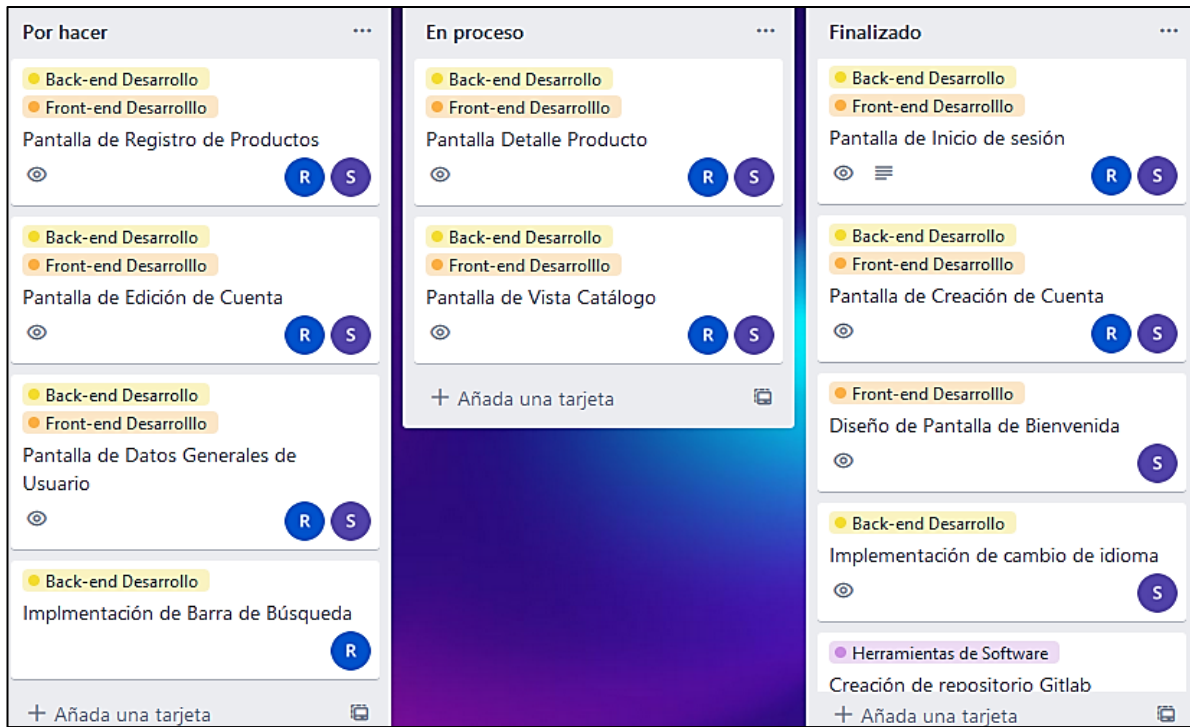 Por hacer
Back-end Desarrollo
Front-end Desarrolllo
Pantalla de Registro de Productos
R S
Back-end Desarrollo
Front-end Desarrolllo
Pantalla de Edición de Cuenta
R S
Back-end Desarrollo
Front-end Desarrolllo
Pantalla de Datos Generales de
Usuario
R S
Back-end Desarrollo
Implmentación de Barra de Búsqueda
R
+ Añada una tarjeta
En proceso
Back-end Desarrollo
Front-end Desarrolllo
Pantalla Detalle Producto
R S
Back-end Desarrollo
Front-end Desarrolllo
Pantalla de Vista Catálogo
R S
+ Añada una tarjeta
Finalizado
Back-end Desarrollo
Front-end Desarrolllo
Pantalla de Inicio de sesión
R S
Back-end Desarrollo
Front-end Desarrolllo
Pantalla de Creación de Cuenta
R S
Front-end Desarrolllo
Diseño de Pantalla de Bienvenida
S
Back-end Desarrollo
Implementación de cambio de idioma
S
Herramientas de Software
Creación de repositorio Gitlab
+ Añada una tarjeta